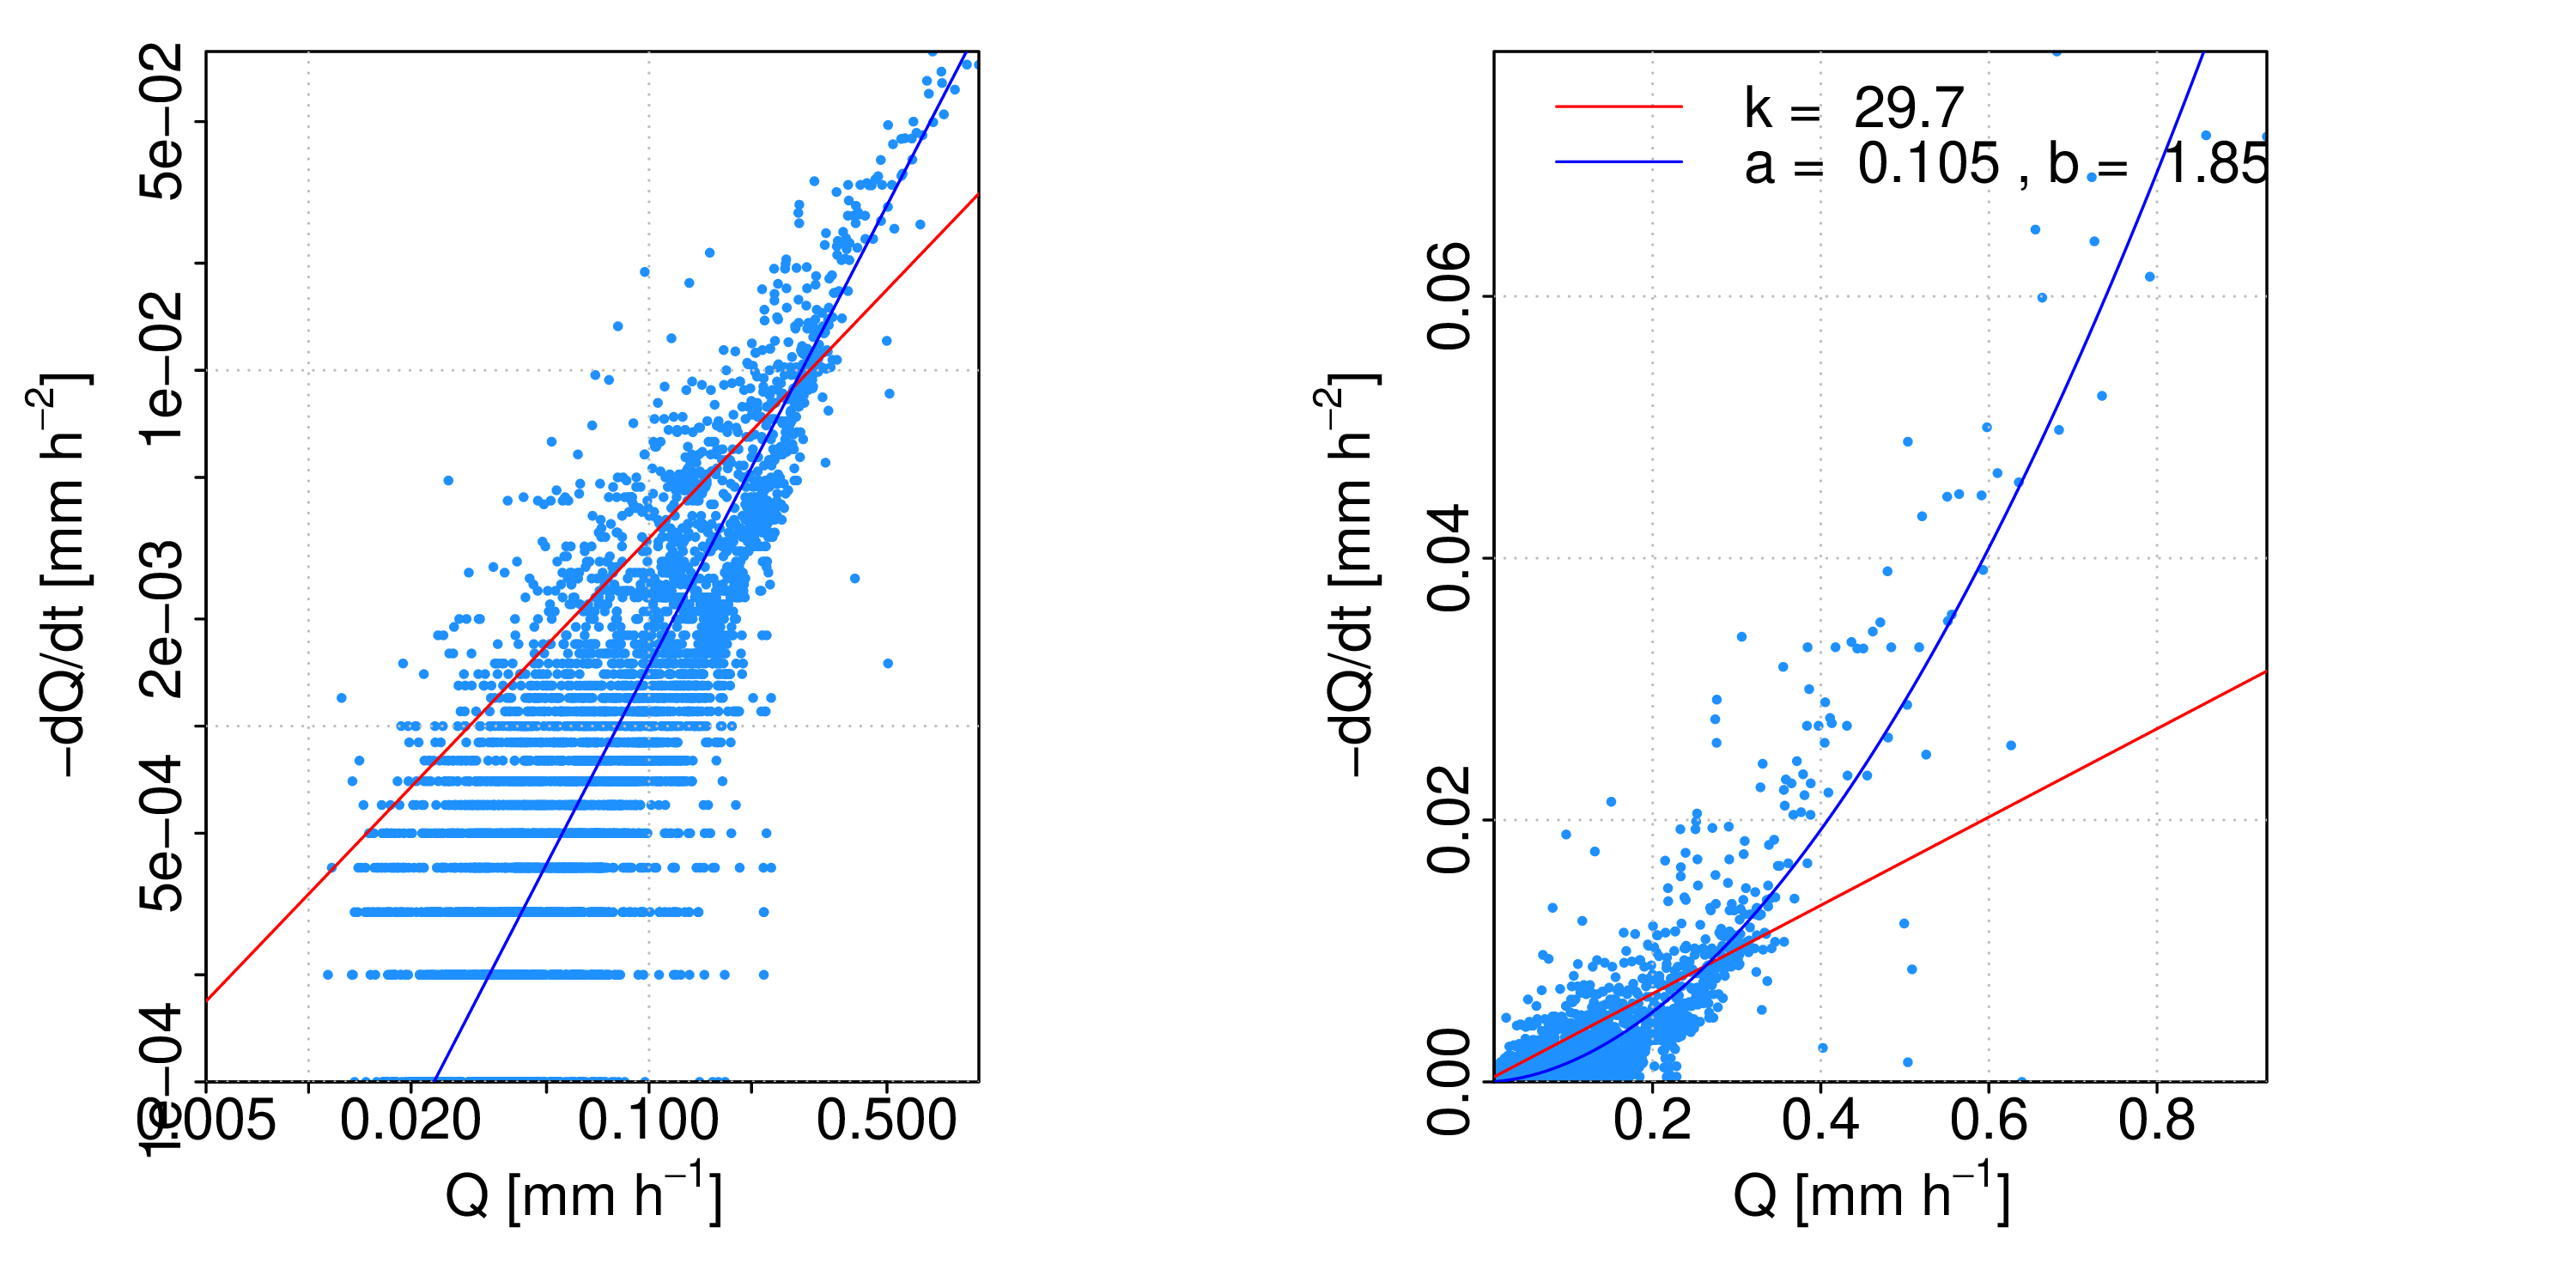 −dQ/dt [mm h−2]
5e−02
1e−02
2e−03
5e−04
1e−04
0.005 0.020 0.100 0.500
Q [mm h−1]
−dQ/dt [mm h−2]
k = 29.7
a = 0.105 , b = 1.85
0.06
0.04
0.02
0.00
0.2 0.4 0.6 0.8
Q [mm h−1]